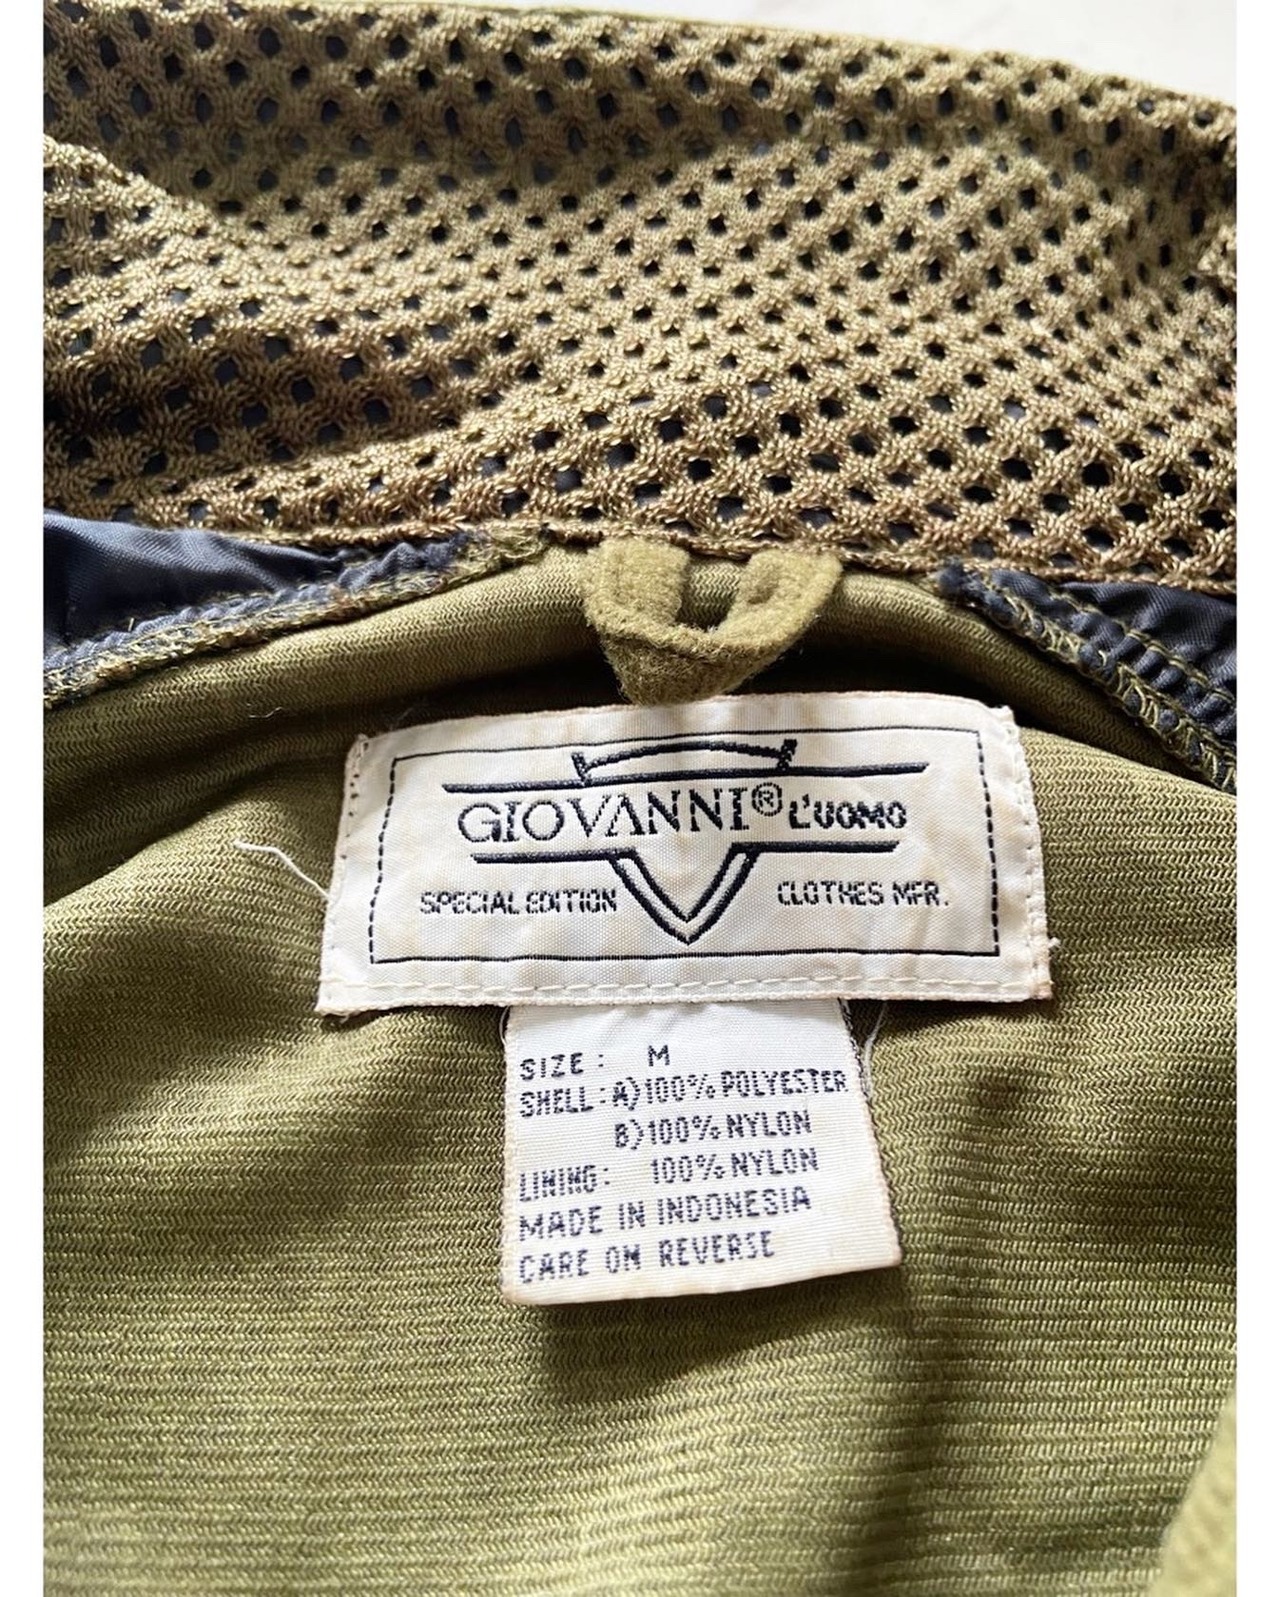 GIOVANNI® L'UOMO
SPECIAL EDITION CLOTHES MFR.
SIZE: M
SHELL: A) 100% POLYESTER
B) 100% NYLON
LINING: 100% NYLON
MADE IN INDONESIA
CARE ON REVERSE